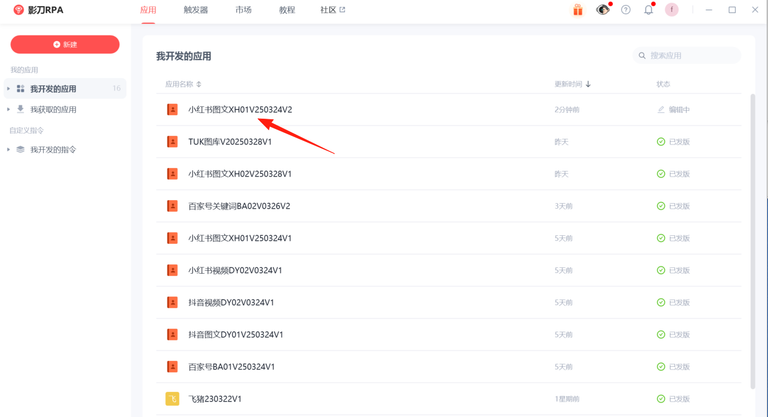 影刀RPA 应用 触发器 市场 教程 社区
新建
我的应用
我开发的应用 16
我获取的应用
自定义指令
我开发的指令
我开发的应用 搜索应用
应用名称 更新时间 状态
小红书图文XH01V250324V2 2分钟前 编辑中
TUK图库V20250328V1 昨天 已发版
小红书图文XH02V250328V1 昨天 已发版
百家号关键词BA02V0326V2 3天前 已发版
小红书图文XH01V250324V1 5天前 已发版
小红书视频DY02V0324V1 5天前 已发版
抖音视频DY02V0324V1 5天前 已发版
抖音图文DY01V250324V1 5天前 已发版
百家号BA01V250324V1 5天前 已发版
飞 飞猪230322V1 1星期前 已发版